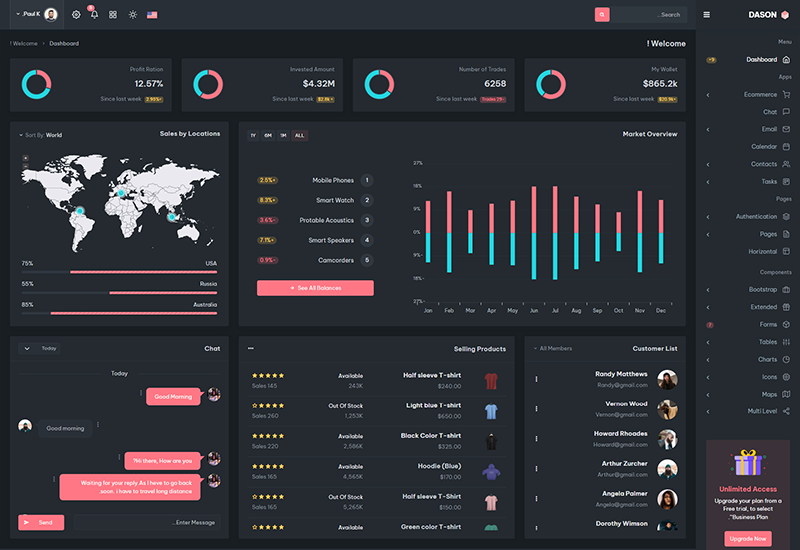 DASON
Search...
.Paul K
5
Menu
Dashboard
Apps
Ecommerce
Chat
Email
Calendar
Contacts
Tasks
Pages
Authentication
Pages
Horizontal
Components
Bootstrap
Extended
Forms
Tables
Charts
Icons
Maps
Multi Level
Unlimited Access
Upgrade your plan from a
Free trial, to select
Business Plan
Upgrade Now
! Welcome
! Welcome > Dashboard
My Wallet
$865.2k
Since last week $20.9k+
Number of Trades
6258
Since last week Trades 29-
Invested Amount
$4.32M
Since last week $2.8k+
Profit Ration
12.57%
Since last week 2.95%+
Market Overview
1Y 6M 1M ALL
2.5%+ Mobile Phones 1
8.3%+ Smart Watch 2
3.6%- Protable Acoustics 3
7.1%+ Smart Speakers 4
0.9%- Camcorders 5
See All Balances
27%
18%
9%
0%
9%-
18%-
27%-
Jan Feb Mar Apr May Jun Jul Aug Sep Oct Nov Dec
Sales by Locations
Sort By: World
75% USA
55% Russia
85% Australia
Customer List
All Members
Randy Matthews
Randy@gmail.com
Vernon Wood
Vernon@gmail.com
Howard Rhoades
Howard@gmail.com
Arthur Zurcher
Arthur@gmail.com
Angela Palmer
Angela@gmail.com
Dorothy Wimson
Selling Products
Available Half sleeve T-shirt
Sales 145 243K $240.00
Out Of Stock Light blue T-shirt
Sales 260 1,253K $650.00
Available Black Color T-shirt
Sales 220 2,586K $325.00
Available Hoodie (Blue)
Sales 165 4,565K $170.00
Out Of Stock Half sleeve T-shirt
Sales 165 5,265K $150.00
Available Green color T-shirt
Chat
Today
Today
Good Morning
Good morning
?Hi there, How are you
Waiting for your reply.As I have to go back
soon. i have to travel long distance
Enter Message...
Send